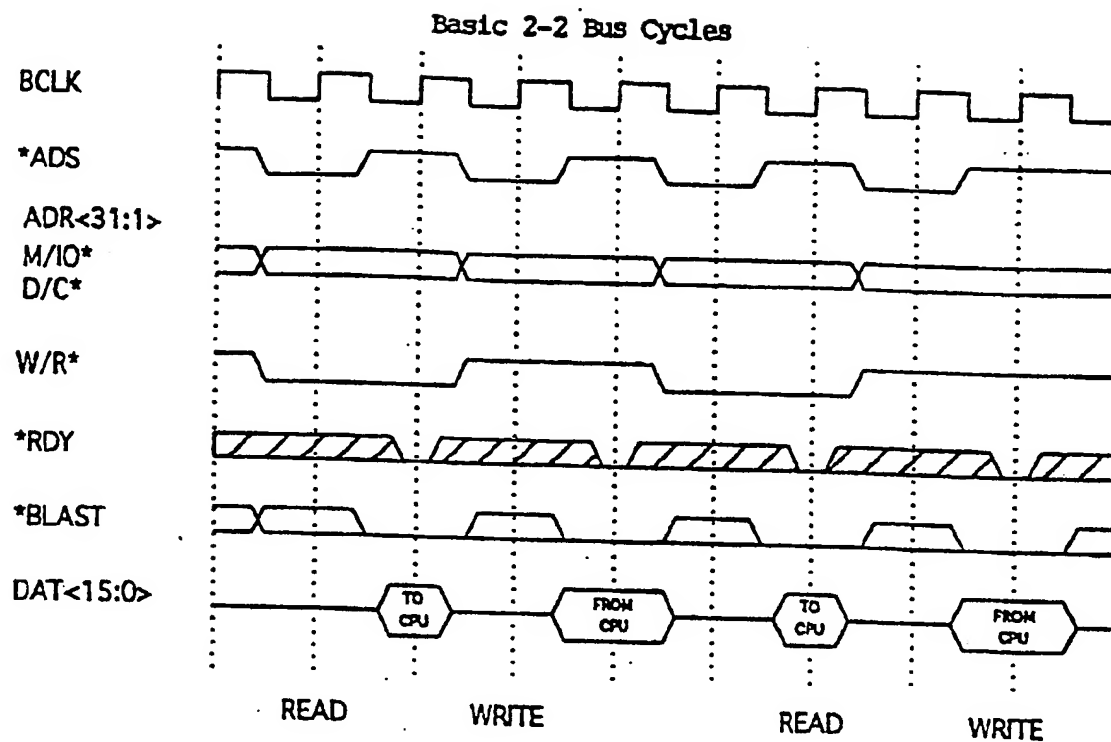 Basic 2-2 Bus Cycles
BCLK
*ADS
ADR<31:1>
M/IO*
D/C*
W/R*
*RDY
*BLAST
DAT<15:0>
TO
CPU
FROM
CPU
TO
CPU
FROM
CPU
READ
WRITE
READ
WRITE